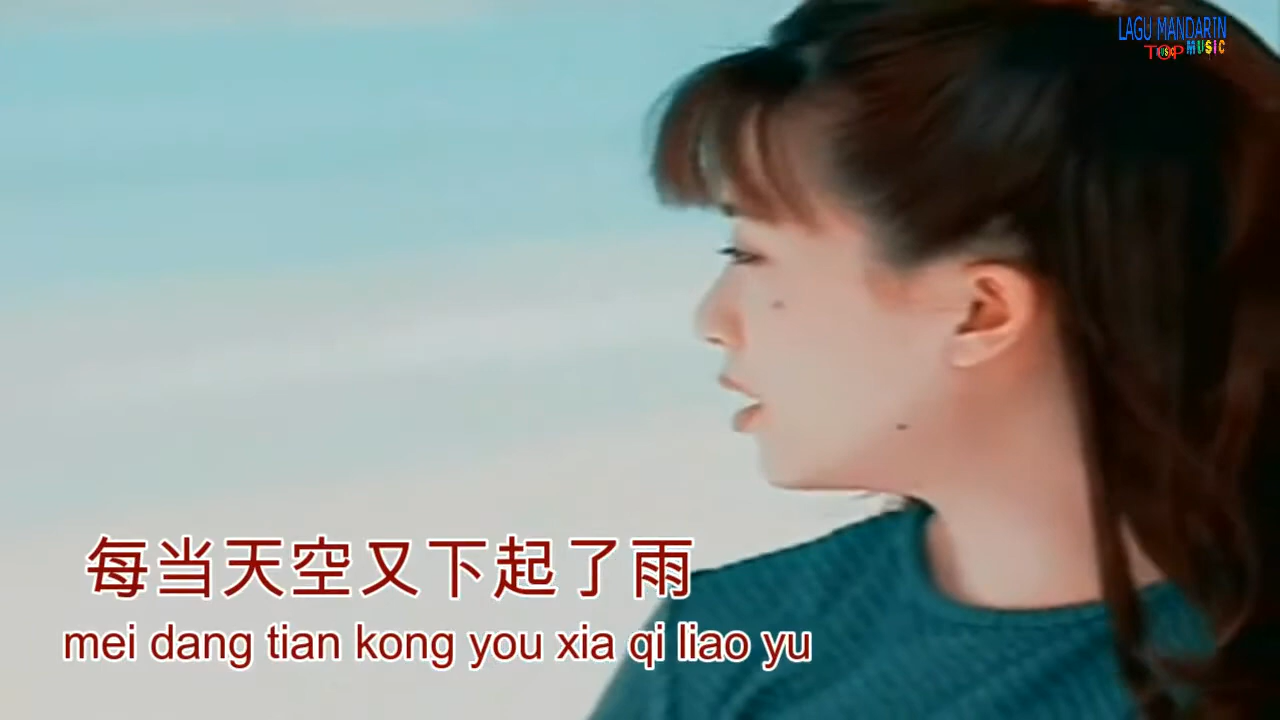 LAGU MANDARIN
TOP MUSIC MUSIC
每当天空又下起了雨
mei dang tian kong you xia qi liao yu